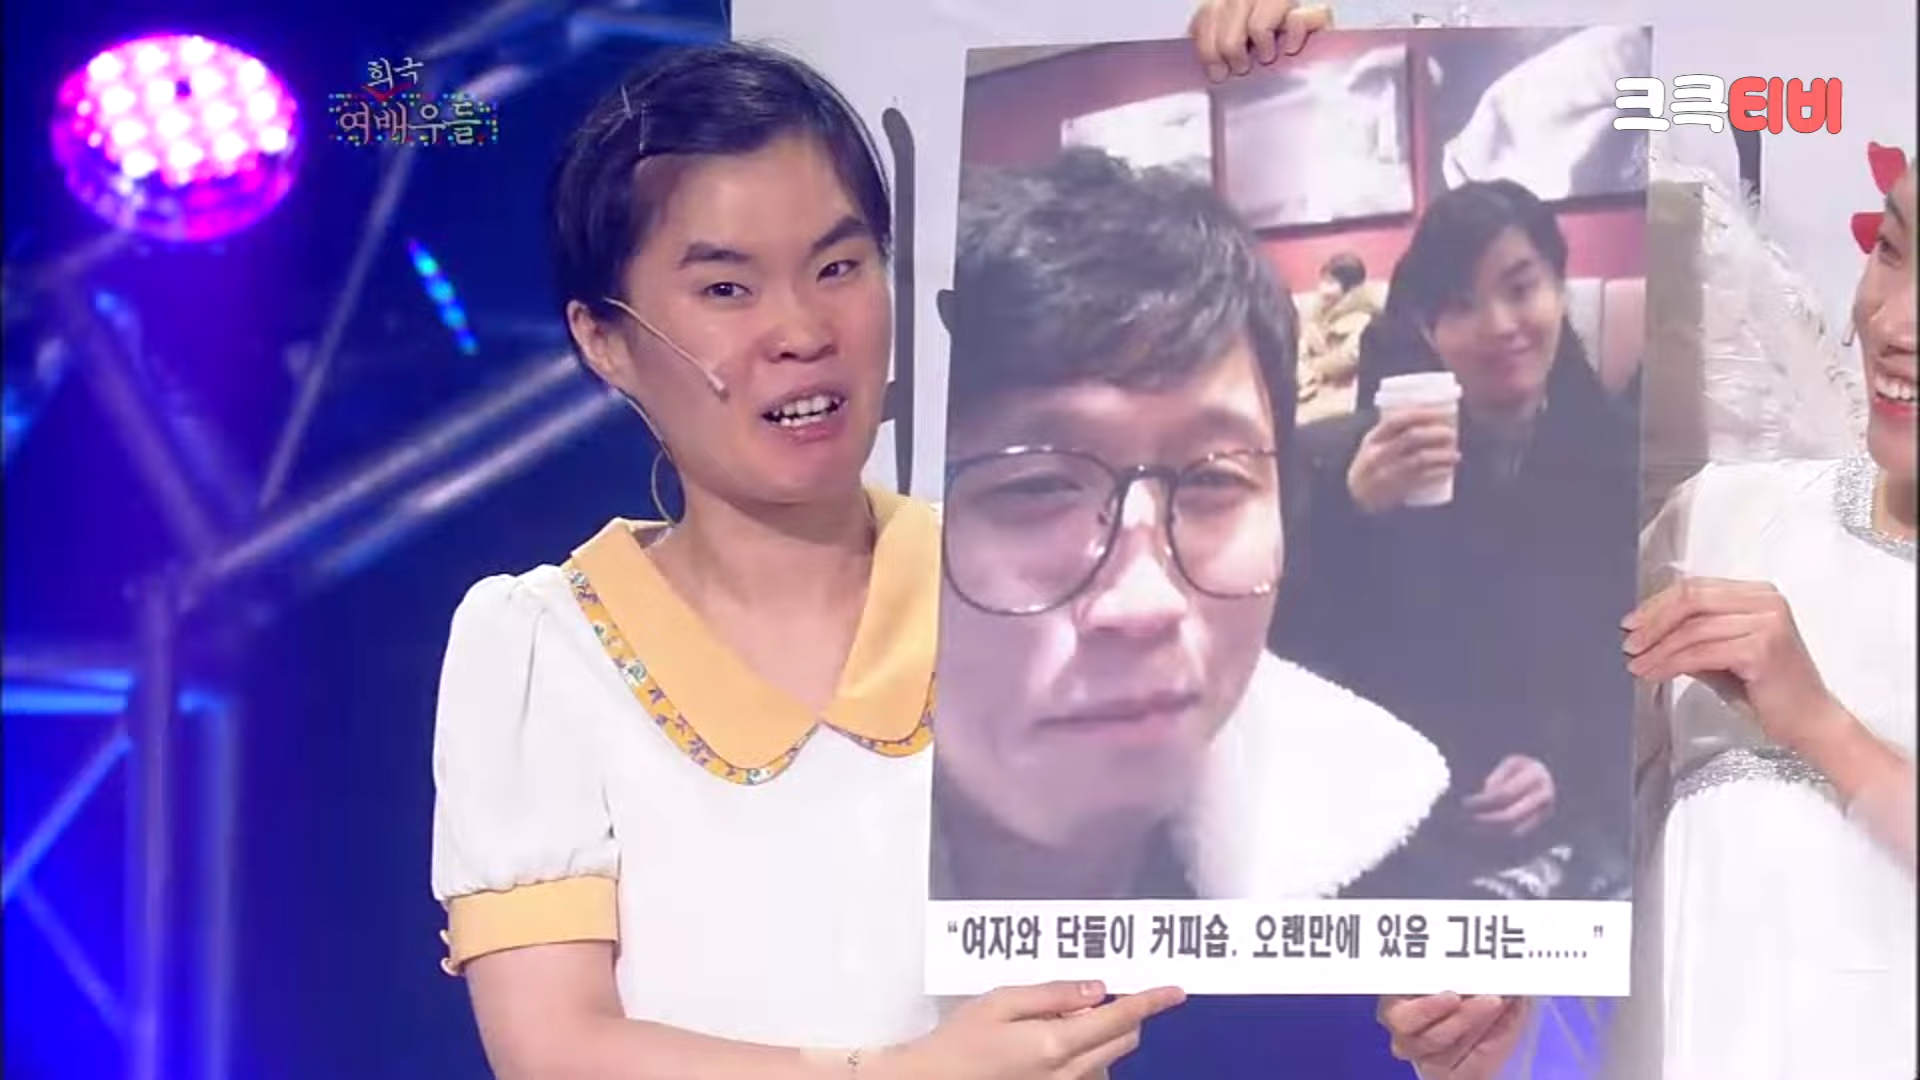 희극
여배우들
크큭티비
“여자와 단둘이 커피숍. 오랜만에 있음 그녀는.......”